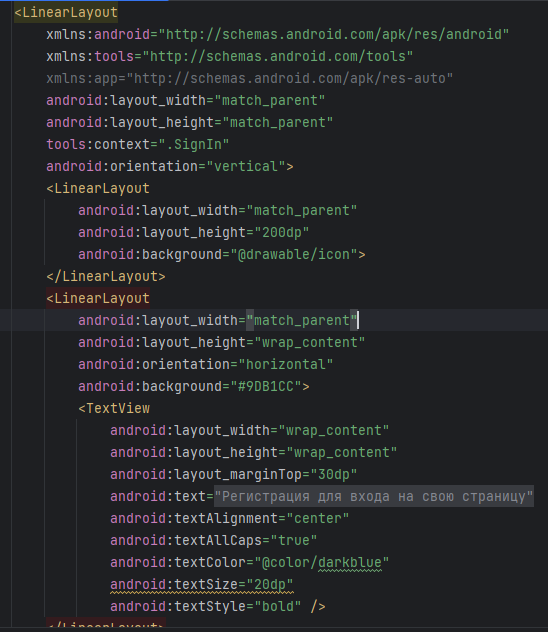 <LinearLayout
xmlns:android="http://schemas.android.com/apk/res/android"
xmlns:tools="http://schemas.android.com/tools"
xmlns:app="http://schemas.android.com/apk/res-auto"
android:layout_width="match_parent"
android:layout_height="match_parent"
tools:context=".SignIn"
android:orientation="vertical">
<LinearLayout
android:layout_width="match_parent"
android:layout_height="200dp"
android:background="@drawable/icon">
</LinearLayout>
<LinearLayout
android:layout_width="match_parent"
android:layout_height="wrap_content"
android:orientation="horizontal"
android:background="#9DB1CC">
<TextView
android:layout_width="wrap_content"
android:layout_height="wrap_content"
android:layout_marginTop="30dp"
android:text="Регистрация для входа на свою страницу"
android:textAlignment="center"
android:textAllCaps="true"
android:textColor="@color/darkblue"
android:textSize="20dp"
android:textStyle="bold" />
</LinearLayout>